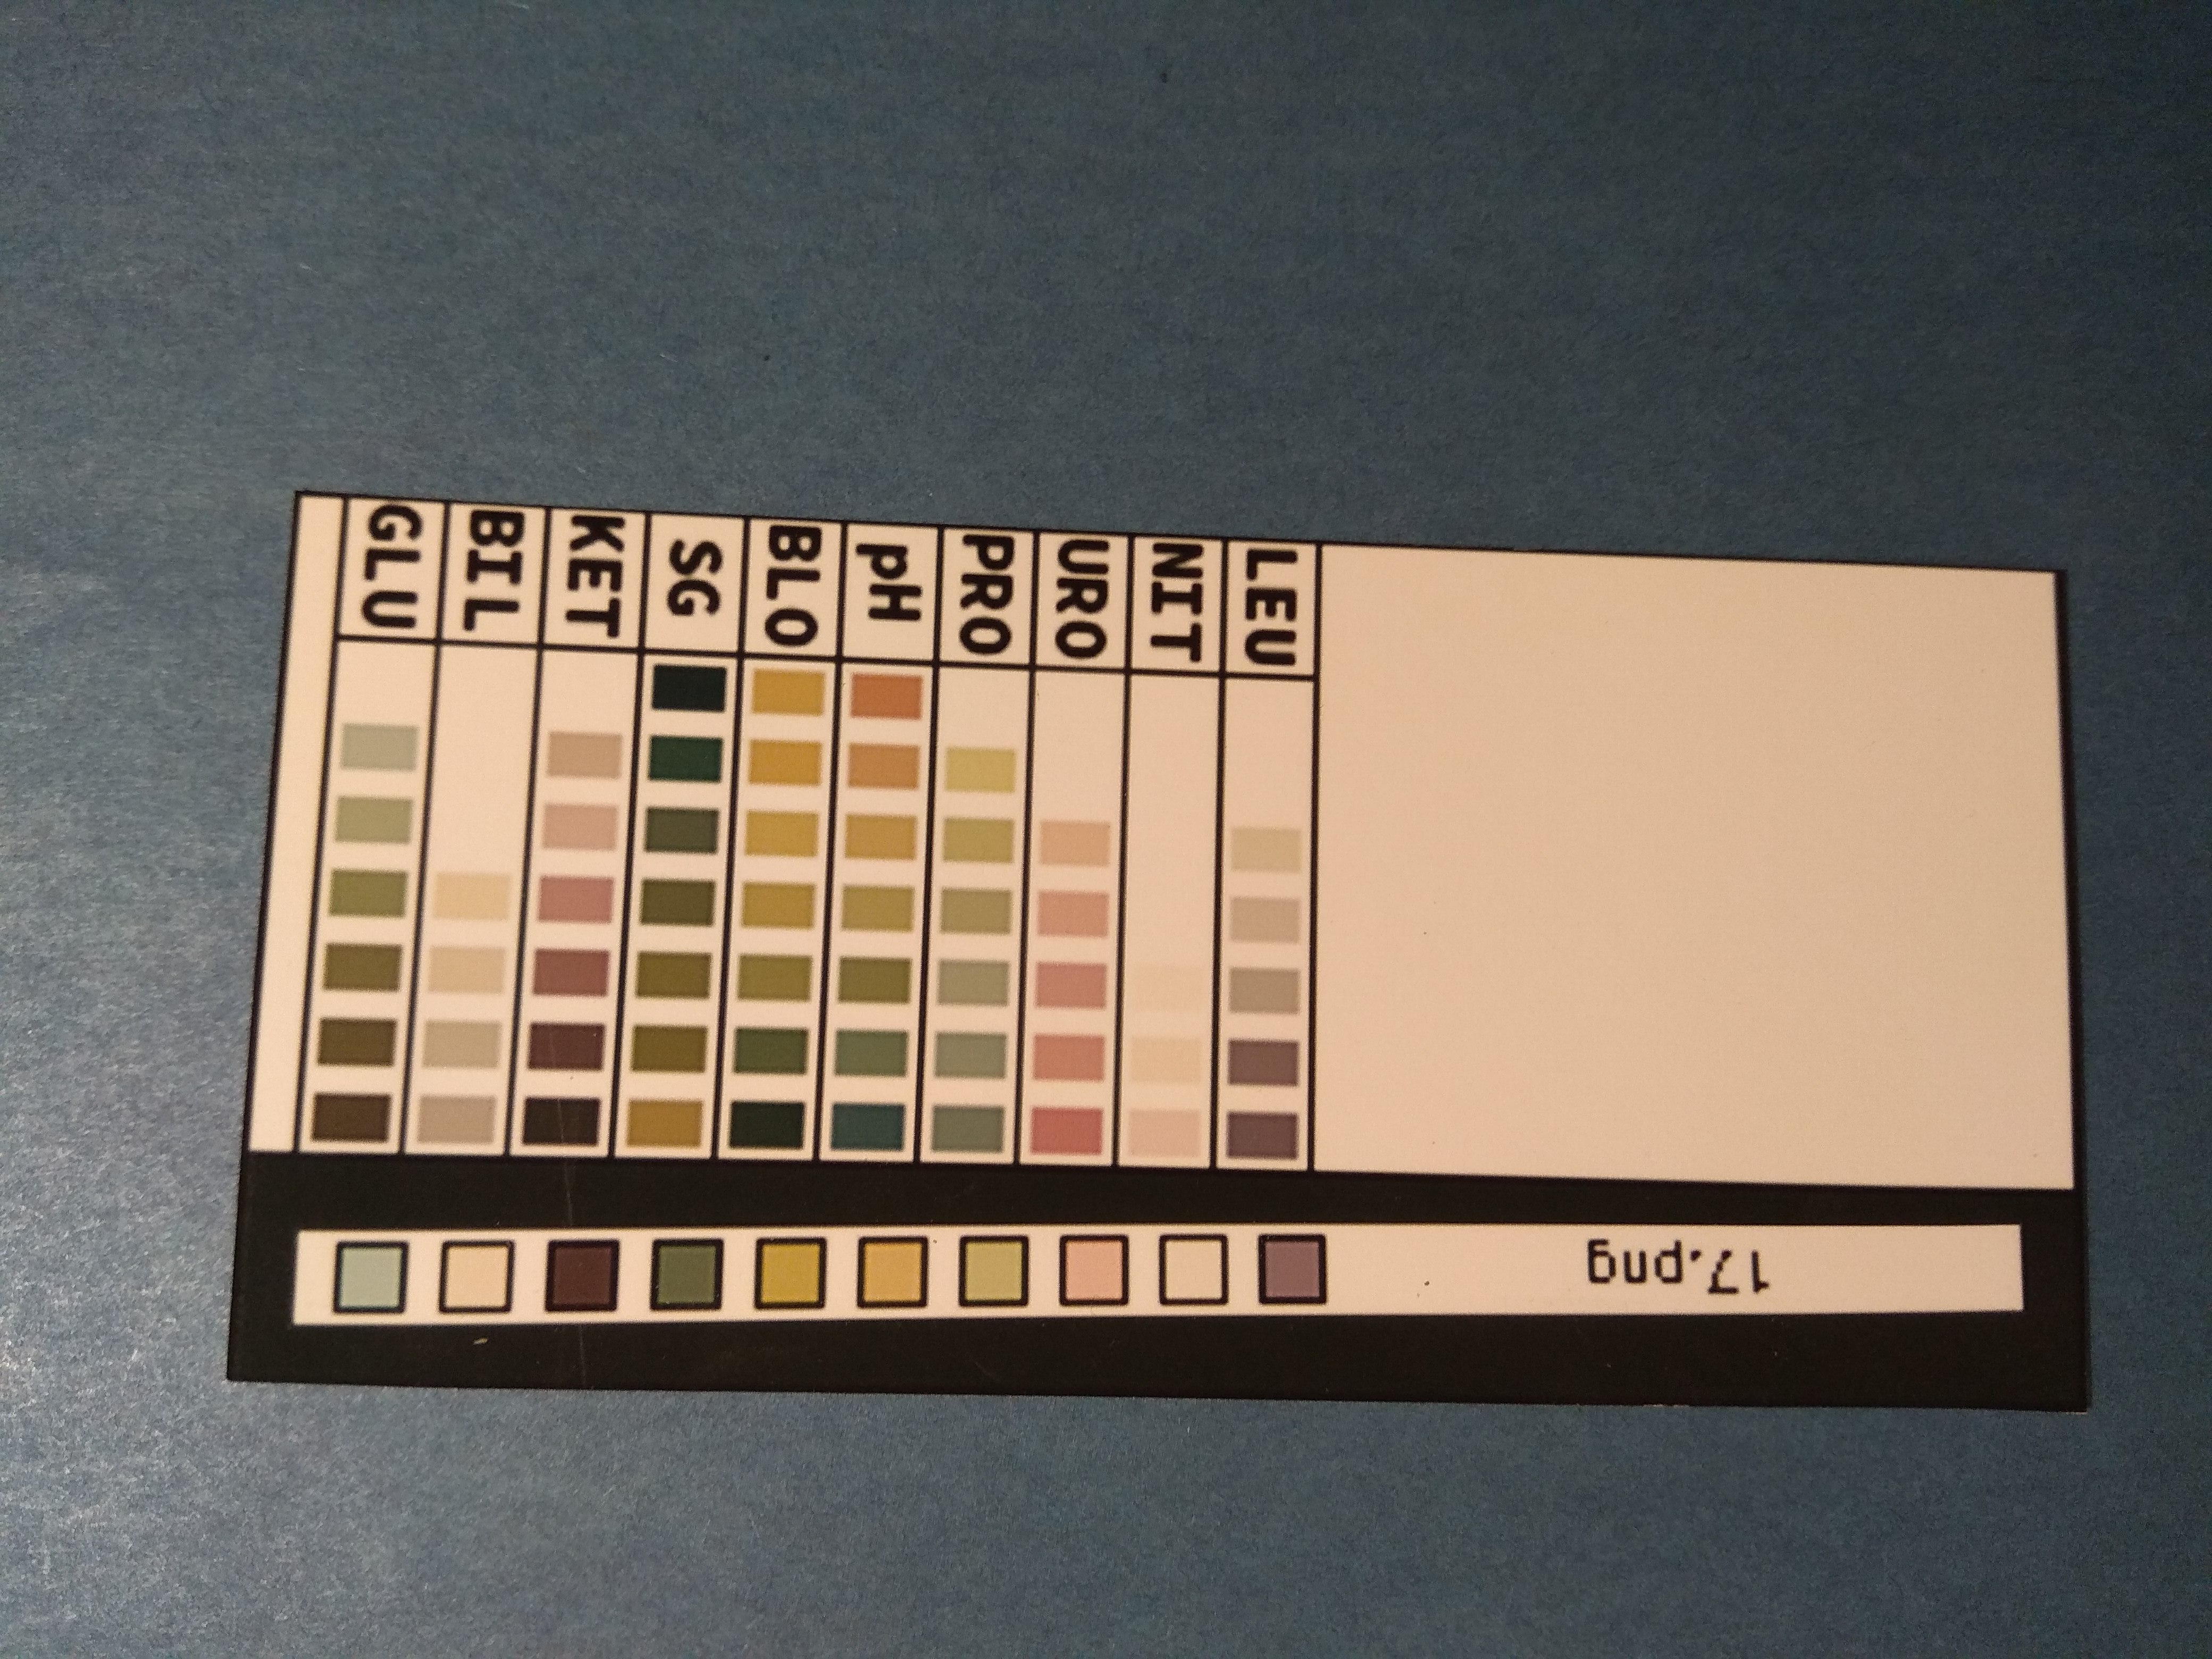 GLU
BIL
KET
SG
BLO
pH
PRO
URO
NIT
LEU
17.png